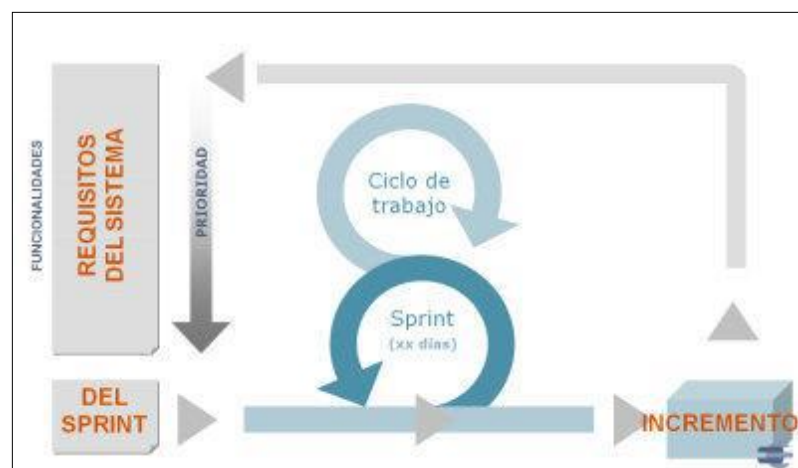 FUNCIONALIDADES
REQUISITOS
DEL SISTEMA
PRIORIDAD
Ciclo de
trabajo
Sprint
(xx días)
DEL
SPRINT
INCREMENTO